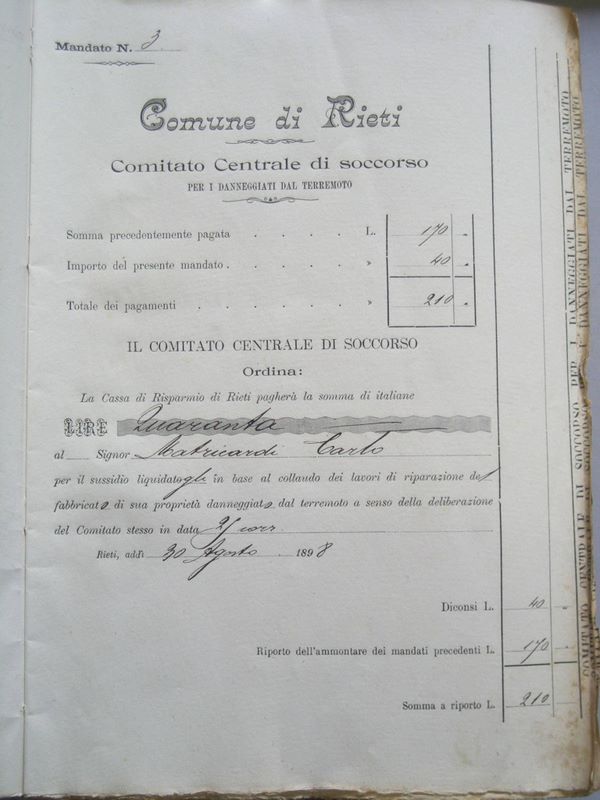 Mandato N. 3
Comune di Rieti
Comitato Centrale di soccorso
PER I DANNEGGIATI DAL TERREMOTO
Somma precedentemente pagata . . . . L. 170 "
Importo del presente mandato . . . . . » 40 "
Totale dei pagamenti . . . . . . » 210 "
IL COMITATO CENTRALE DI SOCCORSO
Ordina:
La Cassa di Risparmio di Rieti pagherà la somma di italiane
LIRE Quaranta
al Signor Matricardi Carlo
per il sussidio liquidatogli in base al collaudo dei lavori di riparazione del
fabbricato di sua proprietà danneggiato dal terremoto a senso della deliberazione
del Comitato stesso in data corr.
Rieti, addì 30 Agosto 1898
Diconsi L. 40 "
Riporto dell'ammontare dei mandati precedenti L. 170 "
Somma a riporto L. 210 "
COMITATO CENTRALE DI SOCCORSO PER I DANNEGGIATI DAL TERREMOTO